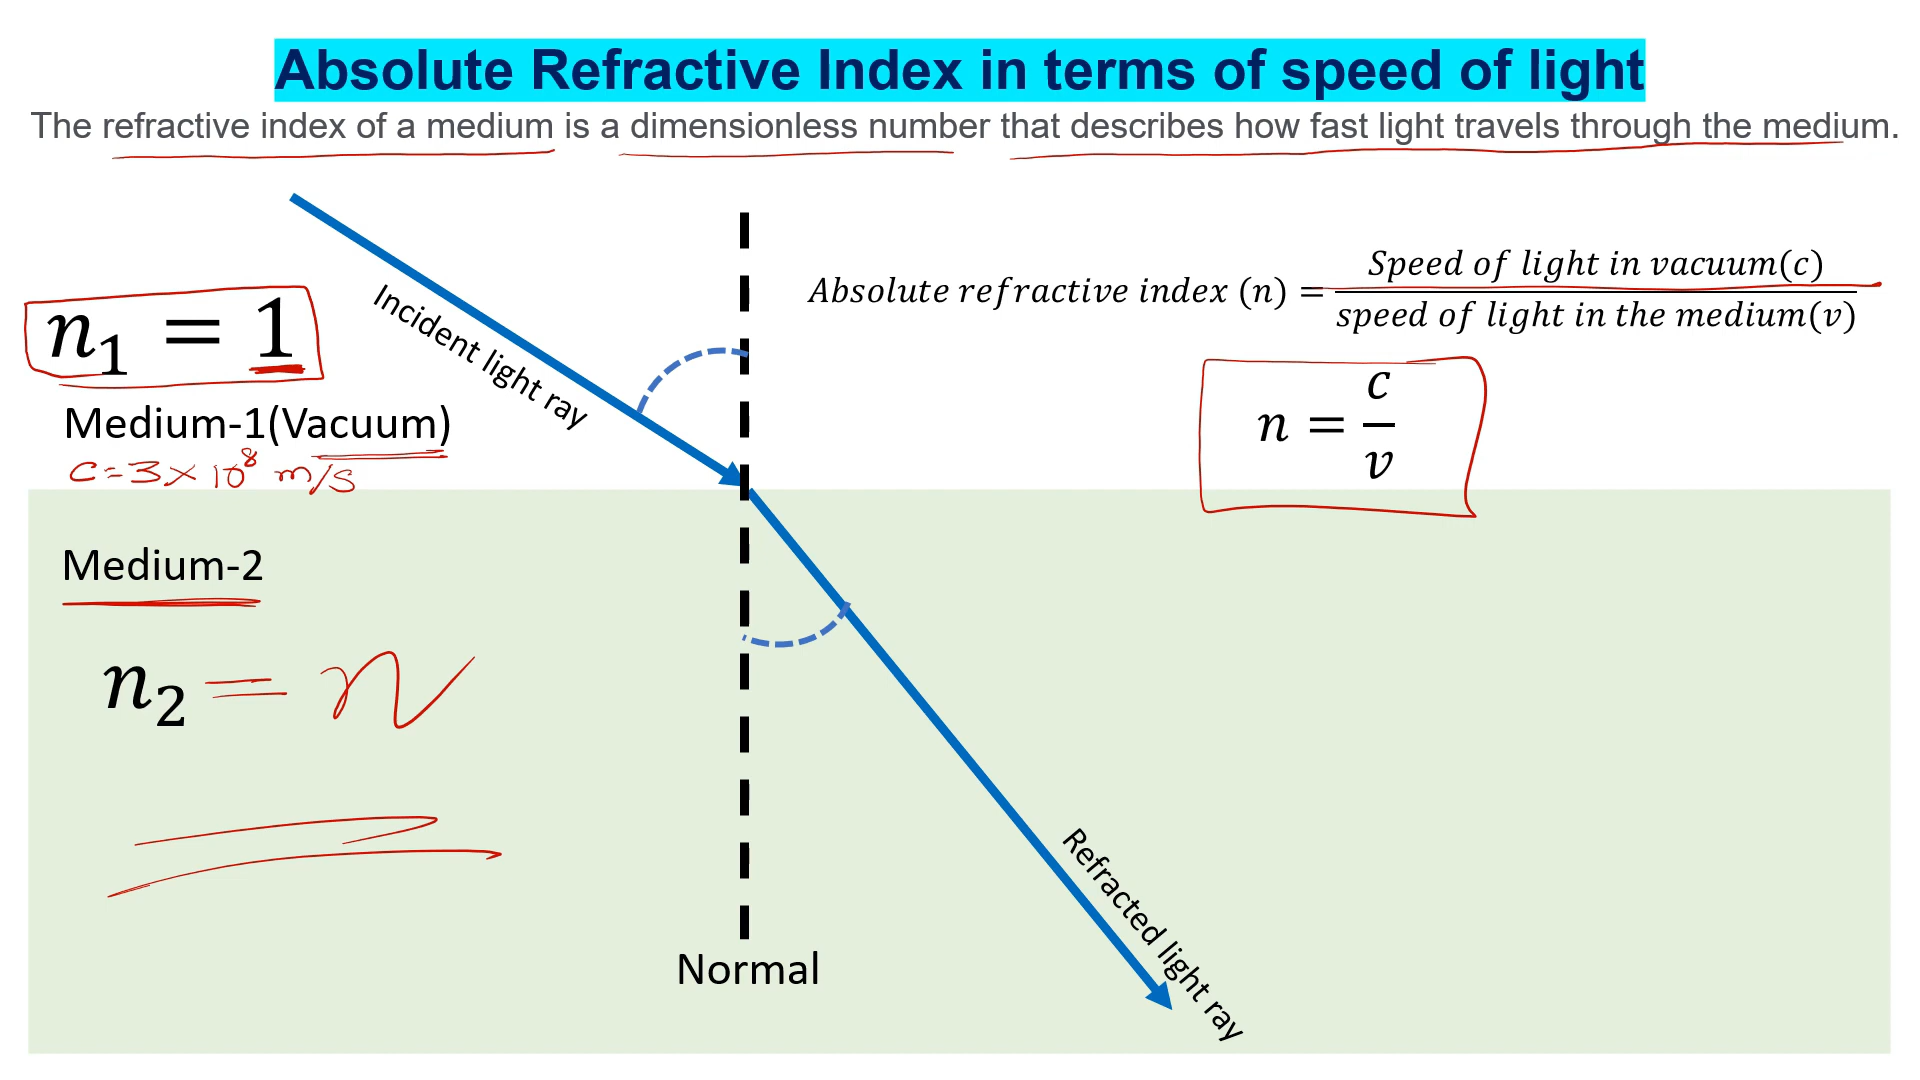 Absolute Refractive Index in terms of speed of light
The refractive index of a medium is a dimensionless number that describes how fast light travels through the medium.
Incident light ray
Absolute refractive index (n) = Speed of light in vacuum(c) / speed of light in the medium(v)
n = c / v
n₁ = 1
Medium-1(Vacuum)
c = 3 × 10⁸ m/s
Medium-2
n₂ = n
Refracted light ray
Normal